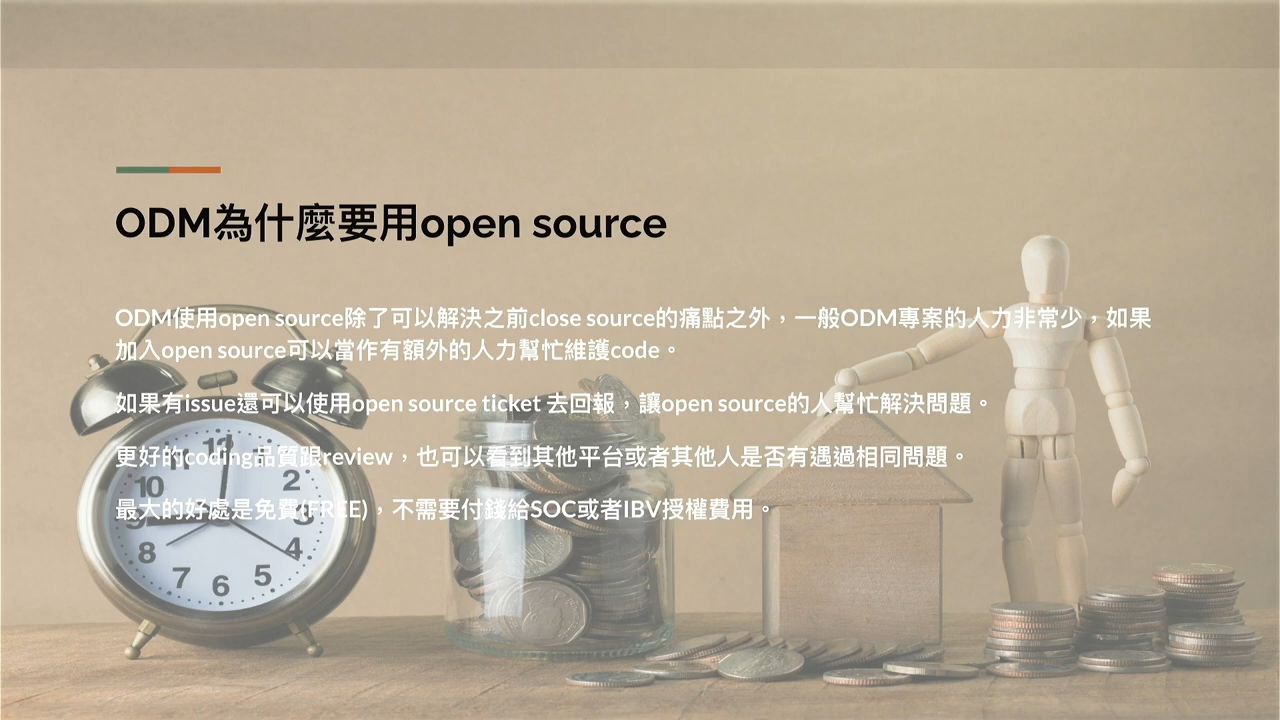 ODM為什麼要用open source
ODM使用open source除了可以解決之前close source的痛點之外，一般ODM專案的人力非常少，如果
加入open source可以當作有額外的人力幫忙維護code。
如果有issue還可以使用open source ticket 去回報，讓open source的人幫忙解決問題。
更好的coding品質跟review，也可以看到其他平台或者其他人是否有遇過相同問題。
最大的好處是免費(FREE)，不需要付錢給SOC或者IBV授權費用。
12
2
10
3
9
4
8
5
7
6